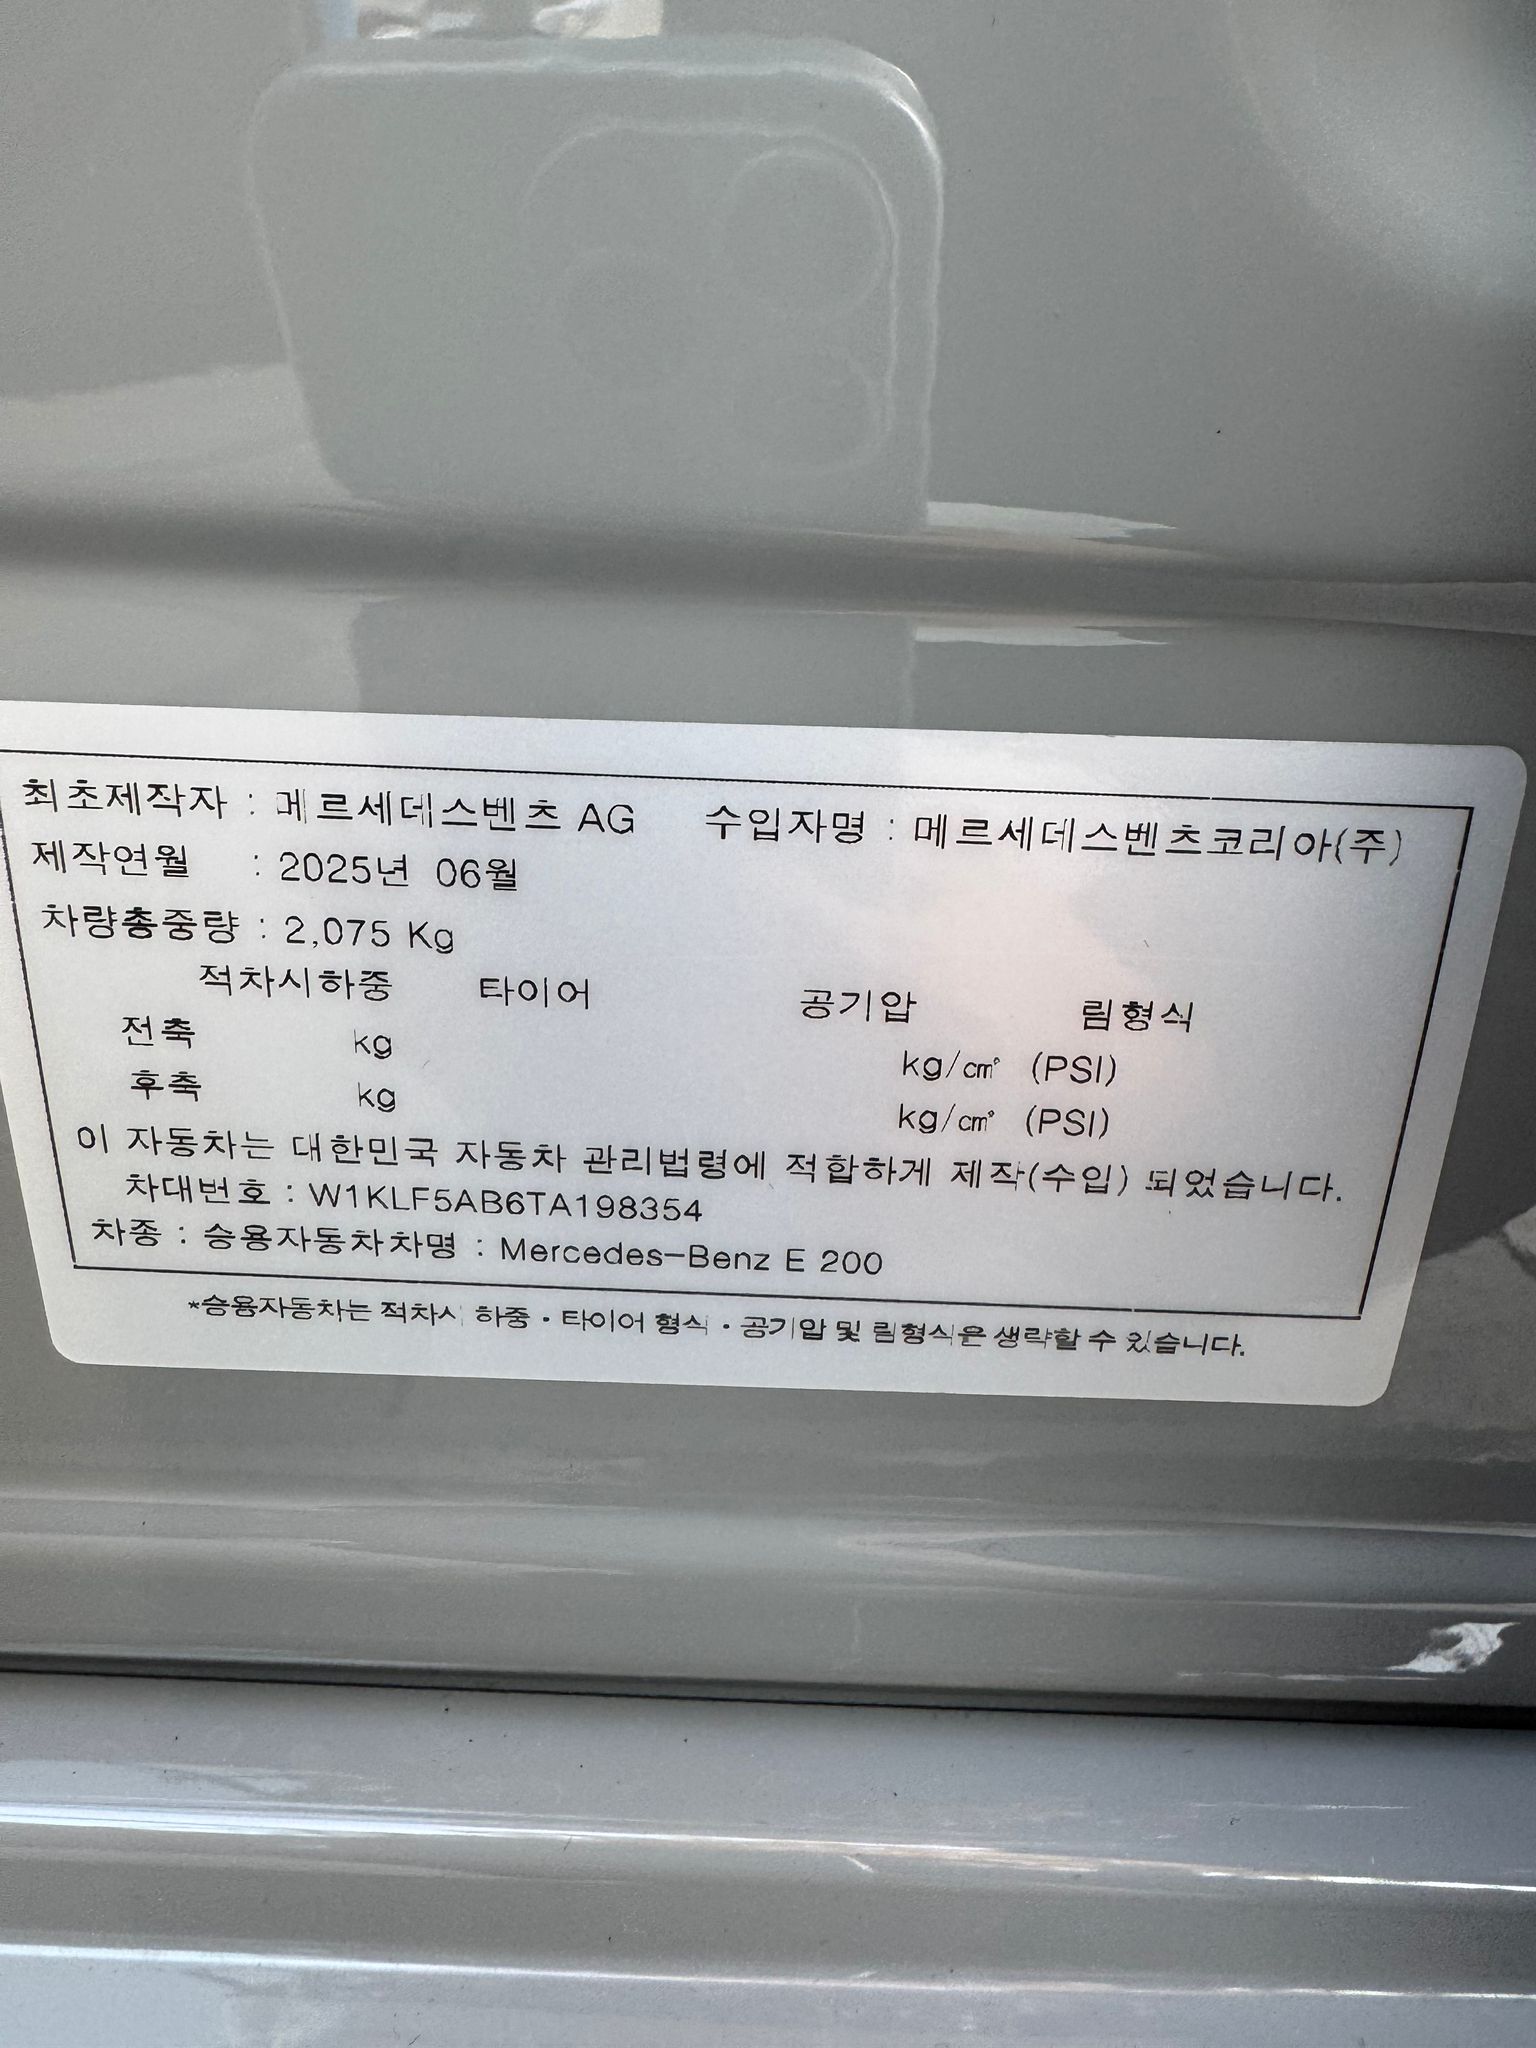 최초제작자 : 메르세데스벤츠 AG 수입자명 : 메르세데스벤츠코리아(주)
제작연월 : 2025년 06월
차량총중량 : 2,075 Kg
적차시하중 타이어 공기압 림형식
전축 kg kg/㎠ (PSI)
후축 kg kg/㎠ (PSI)
이 자동차는 대한민국 자동차 관리법령에 적합하게 제작(수입) 되었습니다.
차대번호 : W1KLF5AB6TA198354
차종 : 승용자동차차명 : Mercedes-Benz E 200
*승용자동차는 적차시 하중 · 타이어 형식 · 공기압 및 림형식은 생략할 수 있습니다.